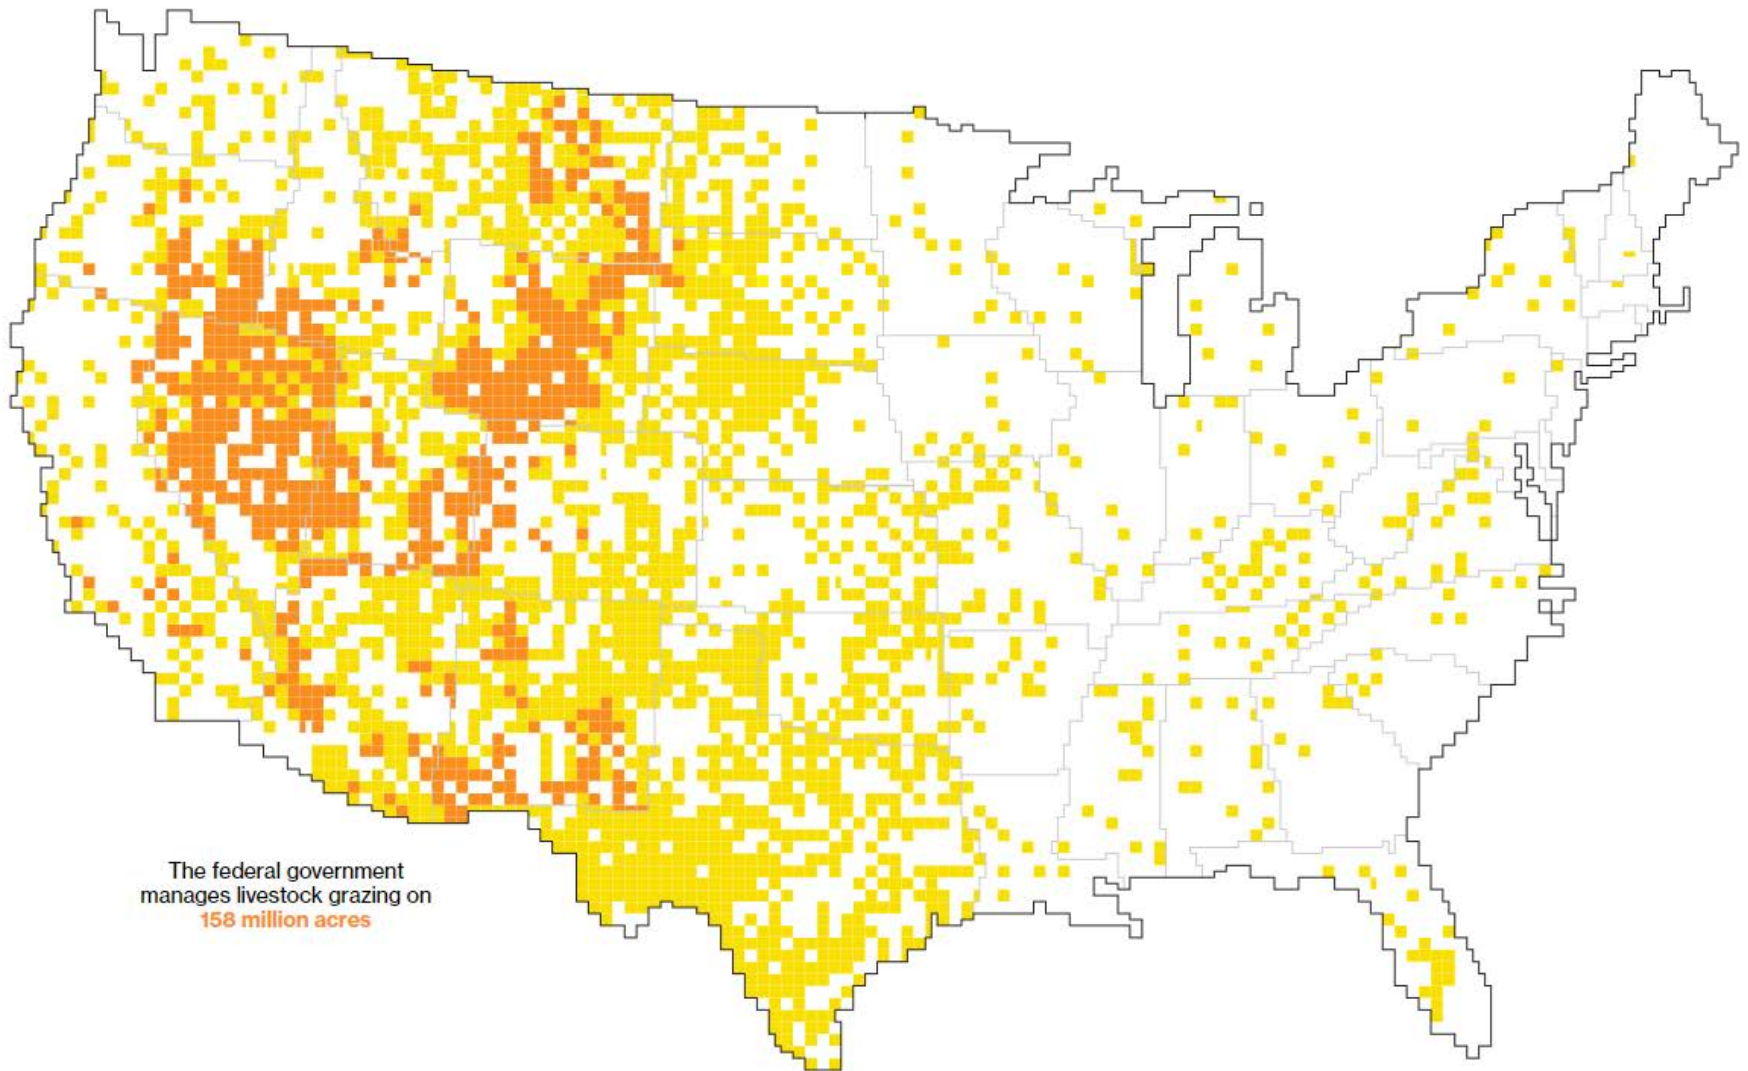 The federal government
manages livestock grazing on
158 million acres